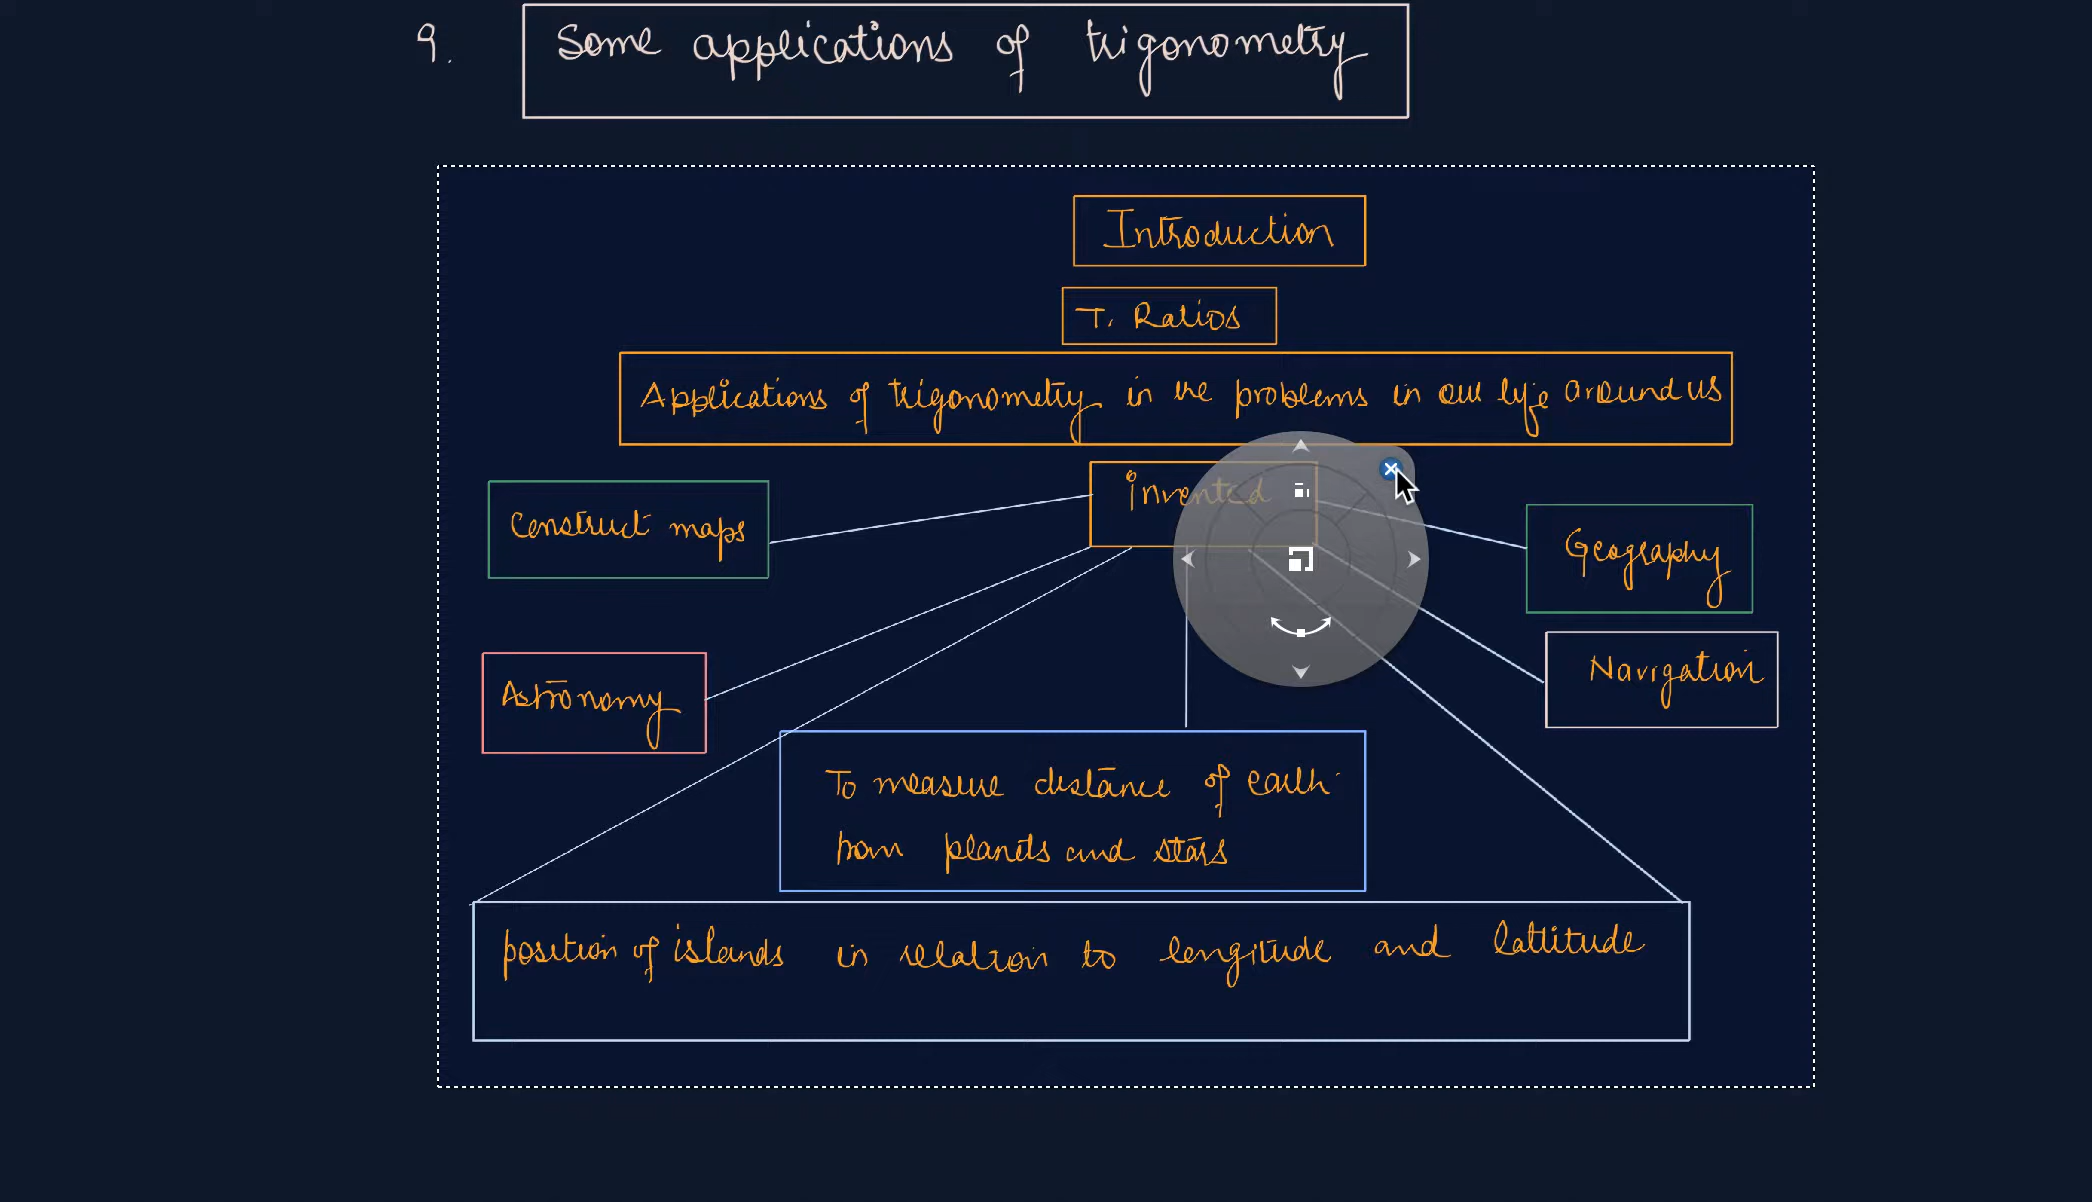 9. Some applications of trigonometry
Introduction
T. Ratios
Applications of trigonometry in the problems in our life around us
invented
Construct maps
Geography
Astronomy
Navigation
To measure distance of earth
from planets and stars
position of islands in relation to longitude and lattitude